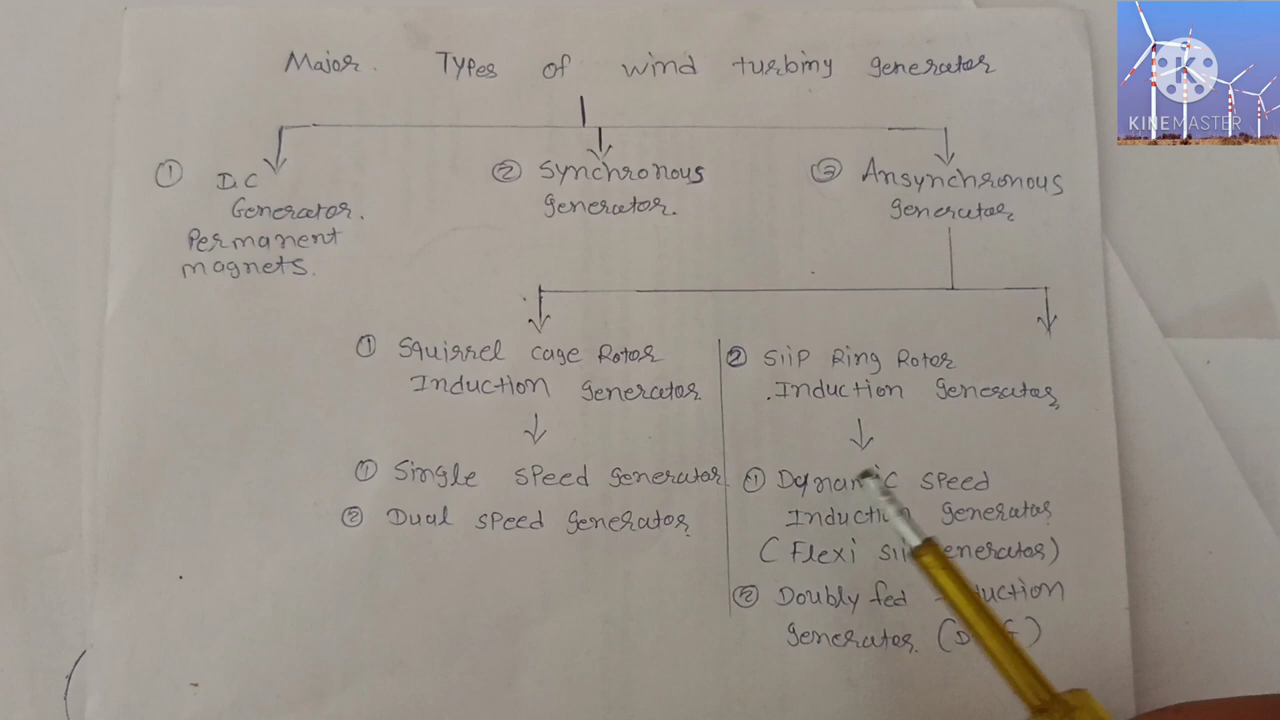 Major. Types of wind turbiny generator
① D.C Generator. Permanent magnets.
② Synchronous generator.
③ Ansynchronous generator
① Squirrel cage Rotor
Induction generator
① Single speed generator
② Dual speed generator
② Slip Ring Rotor
Induction generator
① Dynamic speed
Induction generator
(Flexi
② Doubly fed
generator.
KINEMASTER